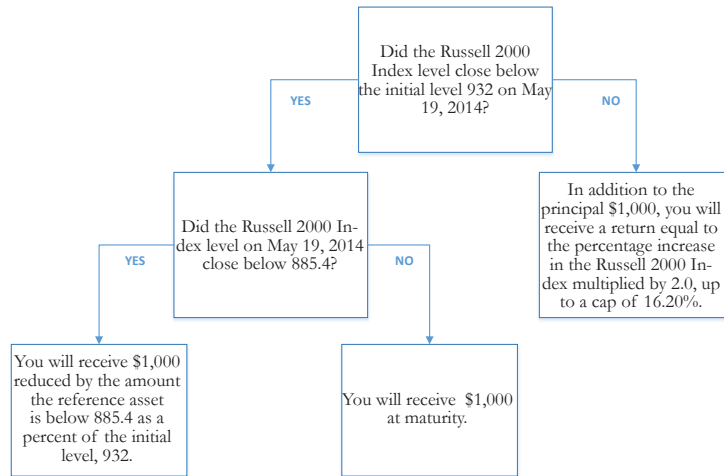 Did the Russell 2000
Index level close below
the initial level 932 on May
19, 2014?
YES
NO
Did the Russell 2000 In-
dex level on May 19, 2014
close below 885.4?
In addition to the
principal $1,000, you will
receive a return equal to
the percentage increase
in the Russell 2000 In-
dex multiplied by 2.0, up
to a cap of 16.20%.
YES
NO
You will receive $1,000
reduced by the amount
the reference asset
is below 885.4 as a
percent of the initial
level, 932.
You will receive $1,000
at maturity.